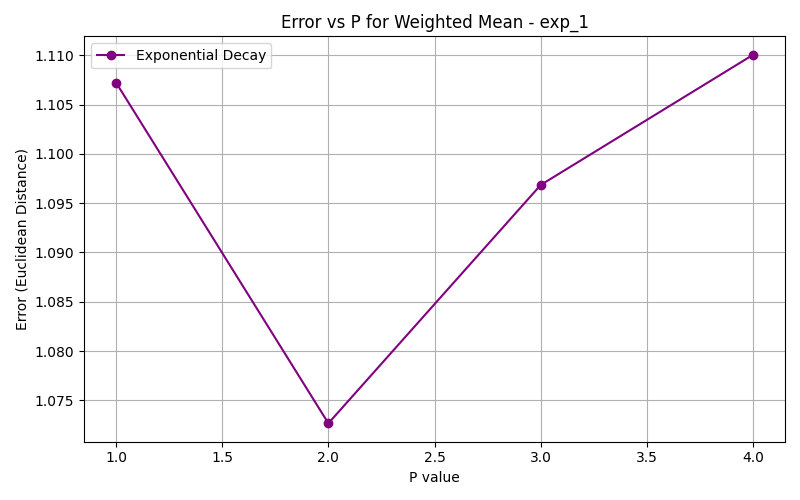 Error vs P for Weighted Mean - exp_1
Exponential Decay
1.110
1.105
1.100
1.095
1.090
1.085
1.080
1.075
Error (Euclidean Distance)
1.0 1.5 2.0 2.5 3.0 3.5 4.0
P value